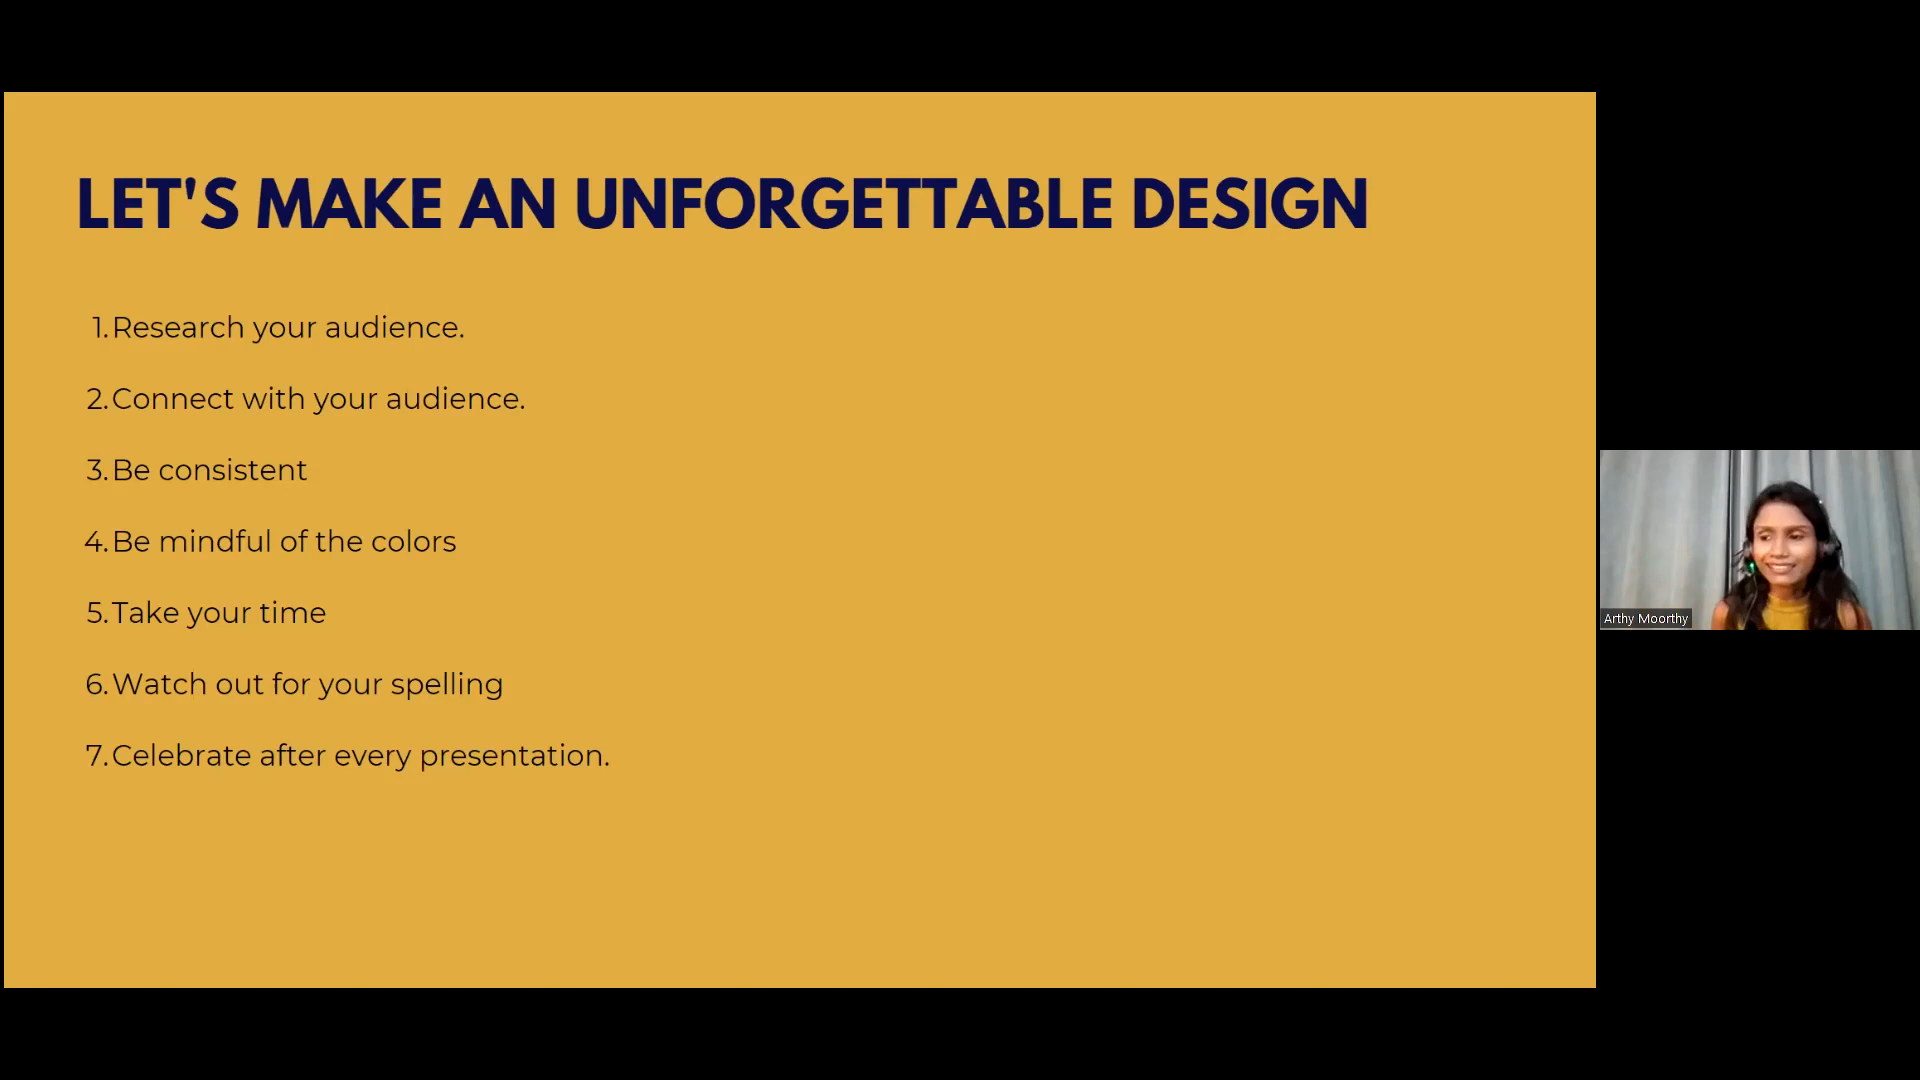 LET'S MAKE AN UNFORGETTABLE DESIGN
1. Research your audience.
2. Connect with your audience.
3. Be consistent
4. Be mindful of the colors
5. Take your time
6. Watch out for your spelling
7. Celebrate after every presentation.
Arthy Moorthy